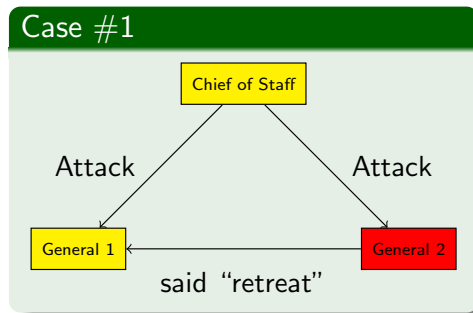 Case #1
Chief of Staff
Attack Attack
General 1 General 2
said “retreat”